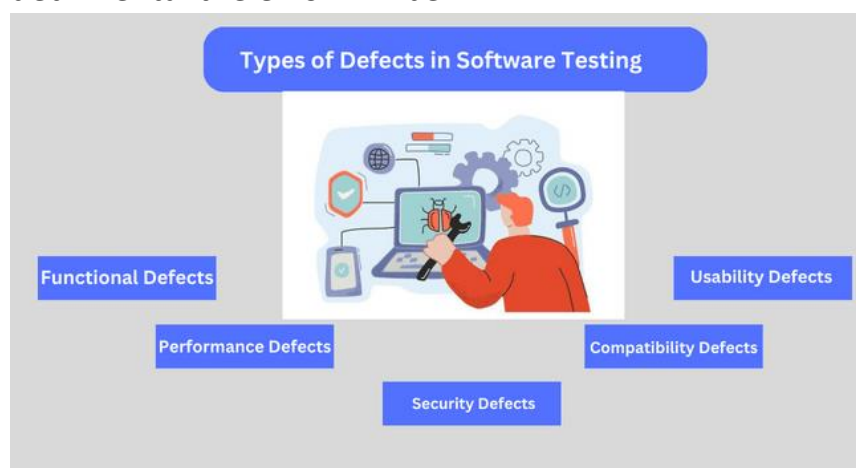 Types of Defects in Software Testing
Functional Defects
Usability Defects
Performance Defects
Compatibility Defects
Security Defects